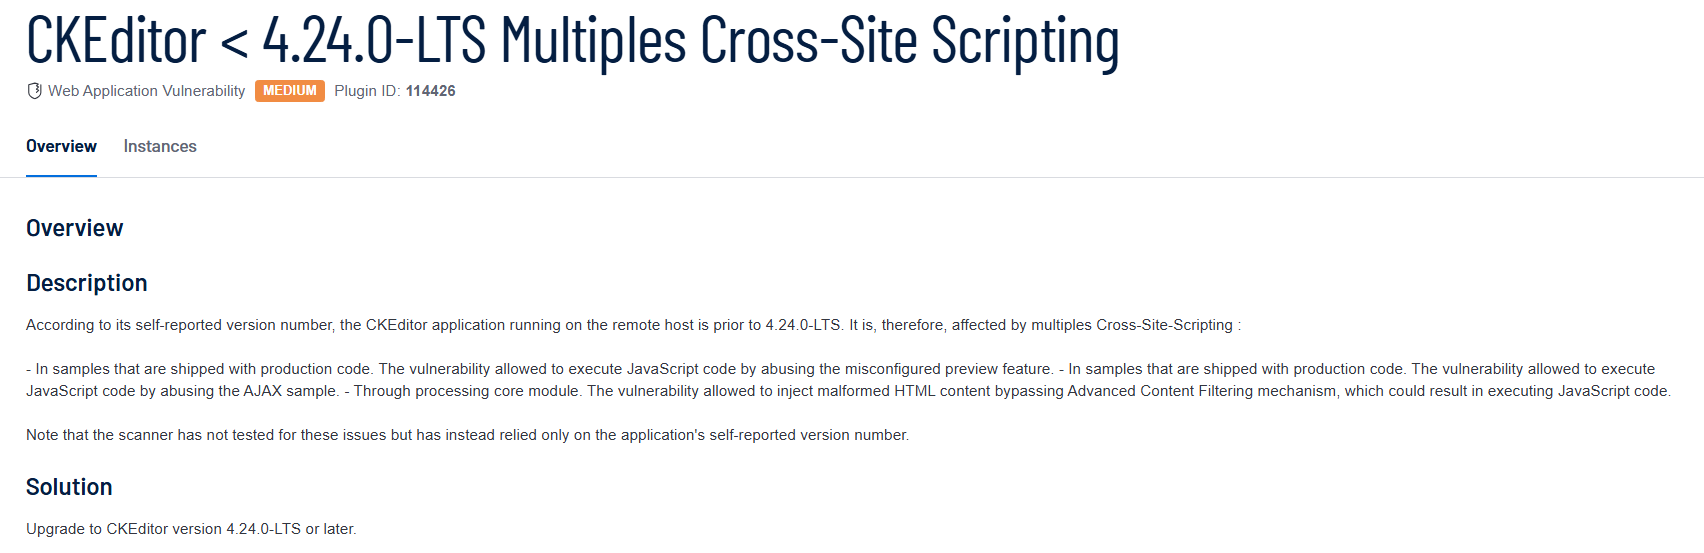 CKEditor < 4.24.0-LTS Multiples Cross-Site Scripting
Web Application Vulnerability MEDIUM Plugin ID: 114426
Overview Instances
Overview
Description
According to its self-reported version number, the CKEditor application running on the remote host is prior to 4.24.0-LTS. It is, therefore, affected by multiples Cross-Site-Scripting :
- In samples that are shipped with production code. The vulnerability allowed to execute JavaScript code by abusing the misconfigured preview feature. - In samples that are shipped with production code. The vulnerability allowed to execute
JavaScript code by abusing the AJAX sample. - Through processing core module. The vulnerability allowed to inject malformed HTML content bypassing Advanced Content Filtering mechanism, which could result in executing JavaScript code.
Note that the scanner has not tested for these issues but has instead relied only on the application's self-reported version number.
Solution
Upgrade to CKEditor version 4.24.0-LTS or later.